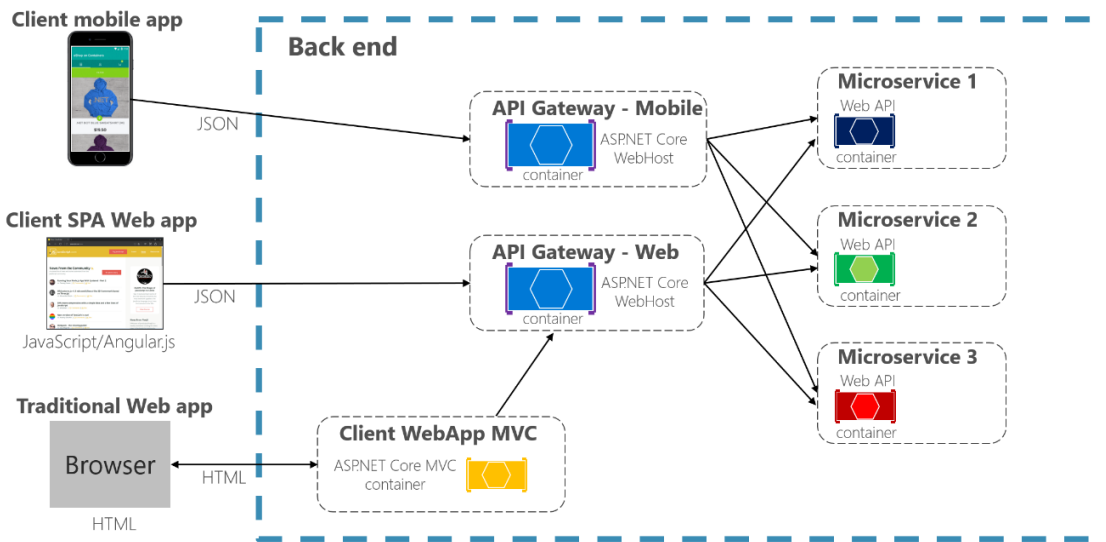 Client mobile app
Back end
JSON
API Gateway - Mobile
ASP.NET Core
WebHost
container
Microservice 1
Web API
container
Client SPA Web app
JSON
JavaScript/Angular.js
API Gateway - Web
ASP.NET Core
WebHost
container
Microservice 2
Web API
container
Microservice 3
Web API
container
Traditional Web app
Browser
HTML
HTML
Client WebApp MVC
ASP.NET Core MVC
container